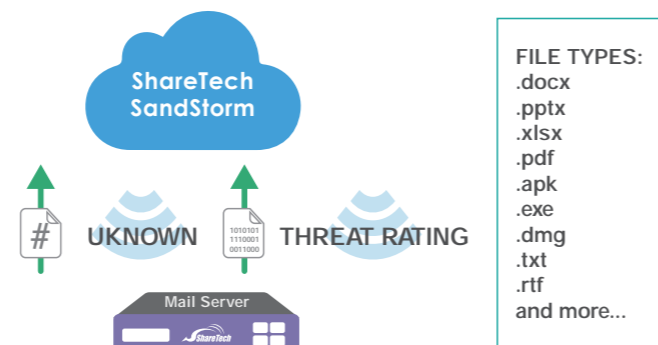 ShareTech
SandStorm
#
UKNOWN
1010101
1110001
0011000
THREAT RATING
Mail Server
ShareTech
FILE TYPES:
.docx
.pptx
.xlsx
.pdf
.apk
.exe
.dmg
.txt
.rtf
and more...